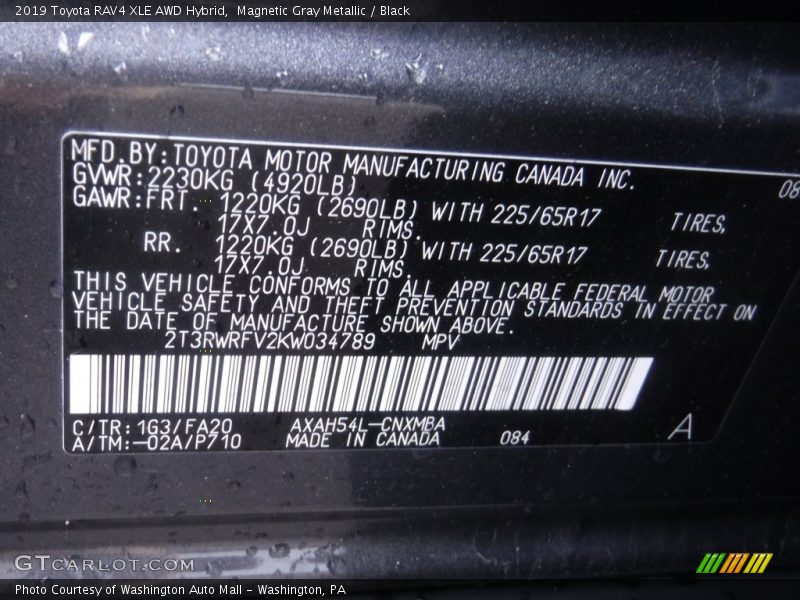 2019 Toyota RAV4 XLE AWD Hybrid,  Magnetic Gray Metallic / Black
MFD.BY:TOYOTA MOTOR MANUFACTURING CANADA INC.
GVWR:2230KG (4920LB)
GAWR:FRT. 1220KG (2690LB) WITH 225/65R17 TIRES,
17X7.0J RIMS.
RR. 1220KG (2690LB) WITH 225/65R17 TIRES,
17X7.0J RIMS.
THIS VEHICLE CONFORMS TO ALL APPLICABLE FEDERAL MOTOR
VEHICLE SAFETY AND THEFT PREVENTION STANDARDS IN EFFECT ON
THE DATE OF MANUFACTURE SHOWN ABOVE.
2T3RWRFV2KW034789 MPV
C/TR:1G3/FA20 AXAH54L-CNXMBA
A/TM:-02A/P710 MADE IN CANADA 084 A
GTCARLOT.COM
Photo Courtesy of Washington Auto Mall - Washington, PA